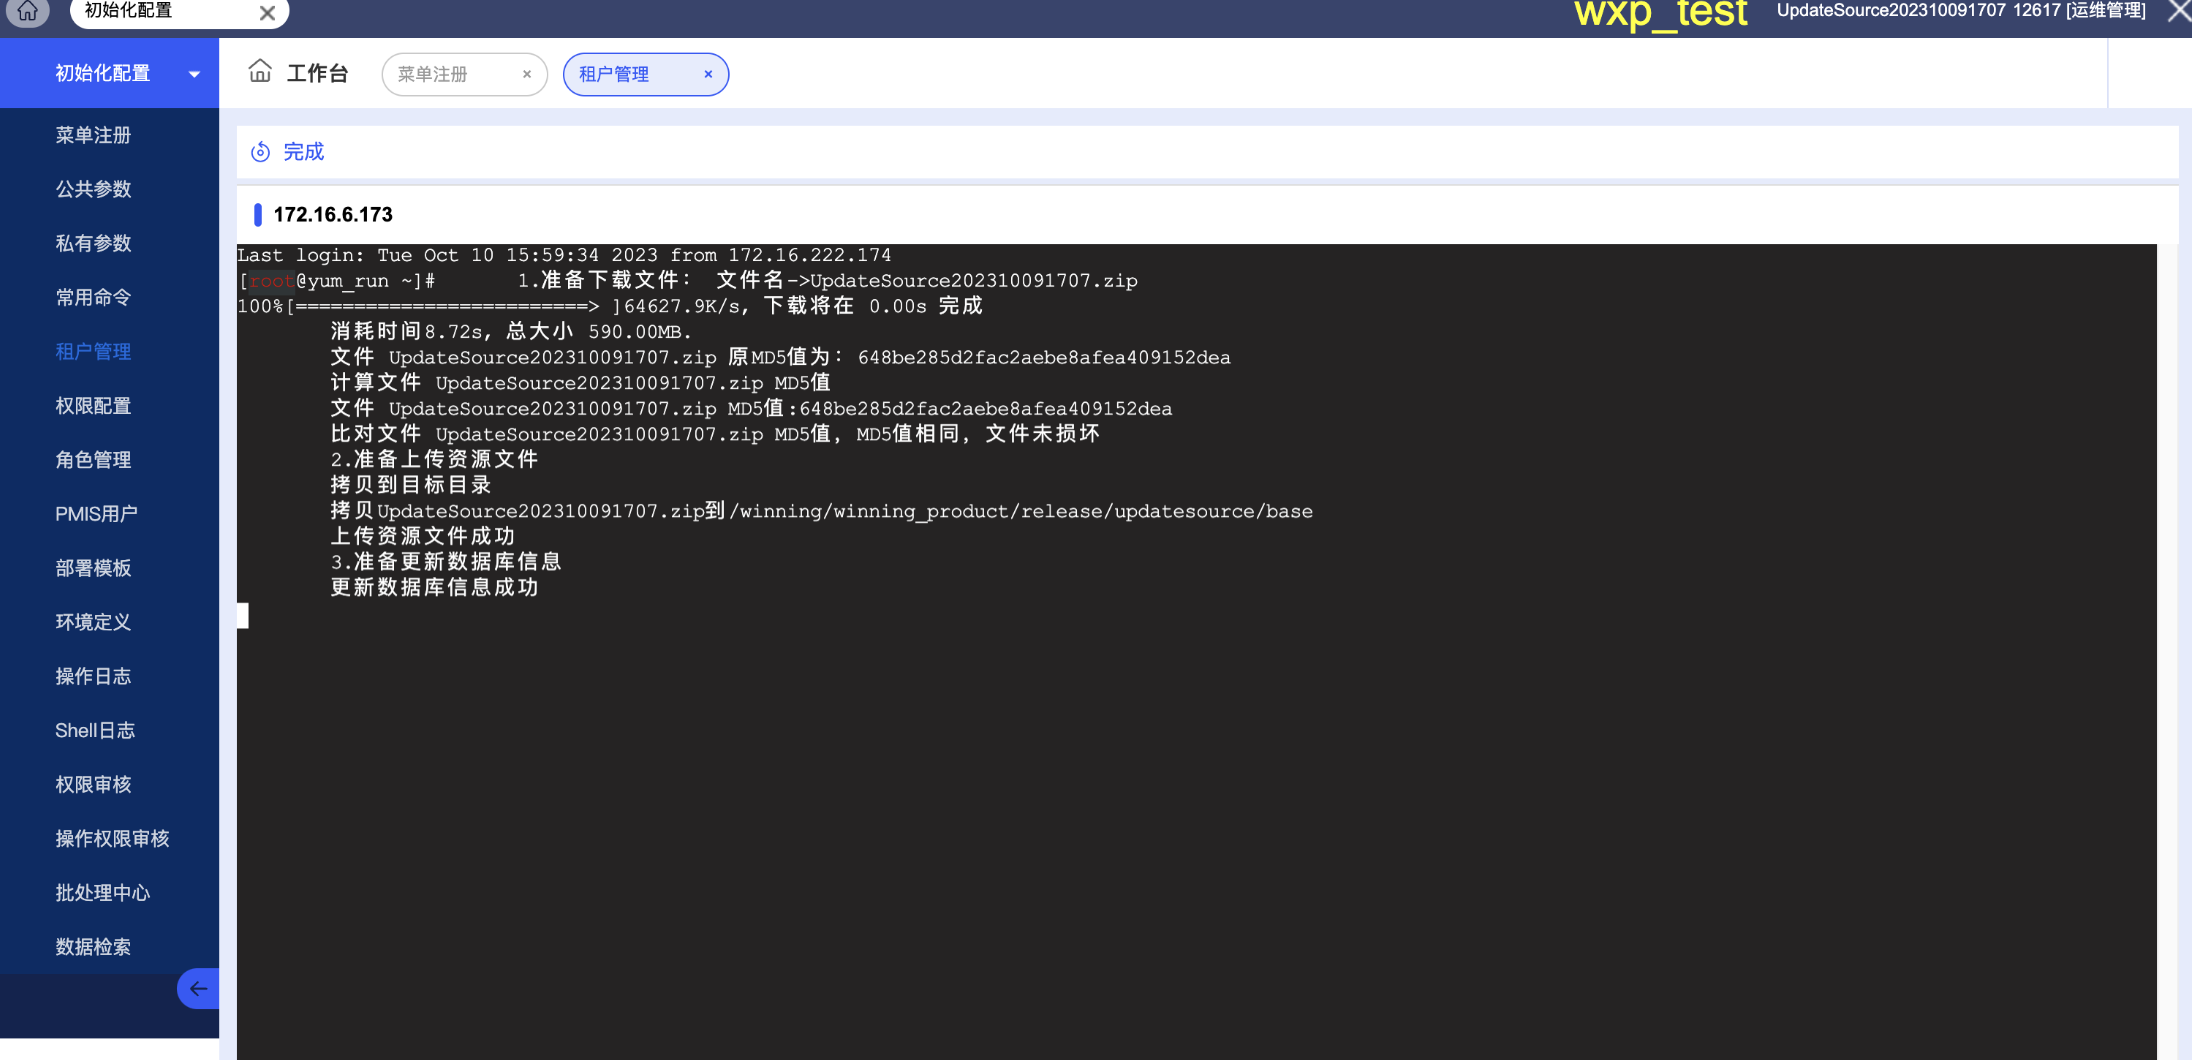 初始化配置
wxp_test
UpdateSource202310091707 12617 [运维管理]
初始化配置
工作台
菜单注册 ×
租户管理 ×
菜单注册
公共参数
私有参数
常用命令
租户管理
权限配置
角色管理
PMIS用户
部署模板
环境定义
操作日志
Shell日志
权限审核
操作权限审核
批处理中心
数据检索
完成
172.16.6.173
Last login: Tue Oct 10 15:59:34 2023 from 172.16.222.174
[root@yum_run ~]# 1.准备下载文件： 文件名->UpdateSource202310091707.zip
100%[=========================> ]64627.9K/s, 下载将在 0.00s 完成
消耗时间8.72s, 总大小 590.00MB.
文件 UpdateSource202310091707.zip 原MD5值为：648be285d2fac2aebe8afea409152dea
计算文件 UpdateSource202310091707.zip MD5值
文件 UpdateSource202310091707.zip MD5值:648be285d2fac2aebe8afea409152dea
比对文件 UpdateSource202310091707.zip MD5值, MD5值相同, 文件未损坏
2.准备上传资源文件
拷贝到目标目录
拷贝UpdateSource202310091707.zip到/winning/winning_product/release/updatesource/base
上传资源文件成功
3.准备更新数据库信息
更新数据库信息成功